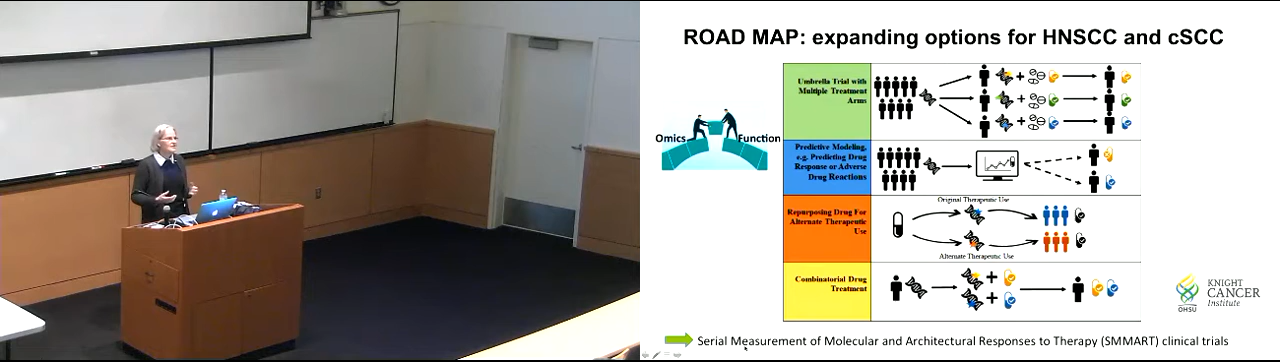 ROAD MAP: expanding options for HNSCC and cSCC
Omics
Function
Umbrella Trial with
Multiple Treatment
Arms
Predictive Modeling,
e.g. Predicting Drug
Response or Adverse
Drug Reactions
Repurposing Drug For
Alternate Therapeutic
Use
Original Therapeutic Use
Alternate Therapeutic Use
Combinatorial Drug
Treatment
OHSU
KNIGHT
CANCER
Institute
Serial Measurement of Molecular and Architectural Responses to Therapy (SMMART) clinical trials